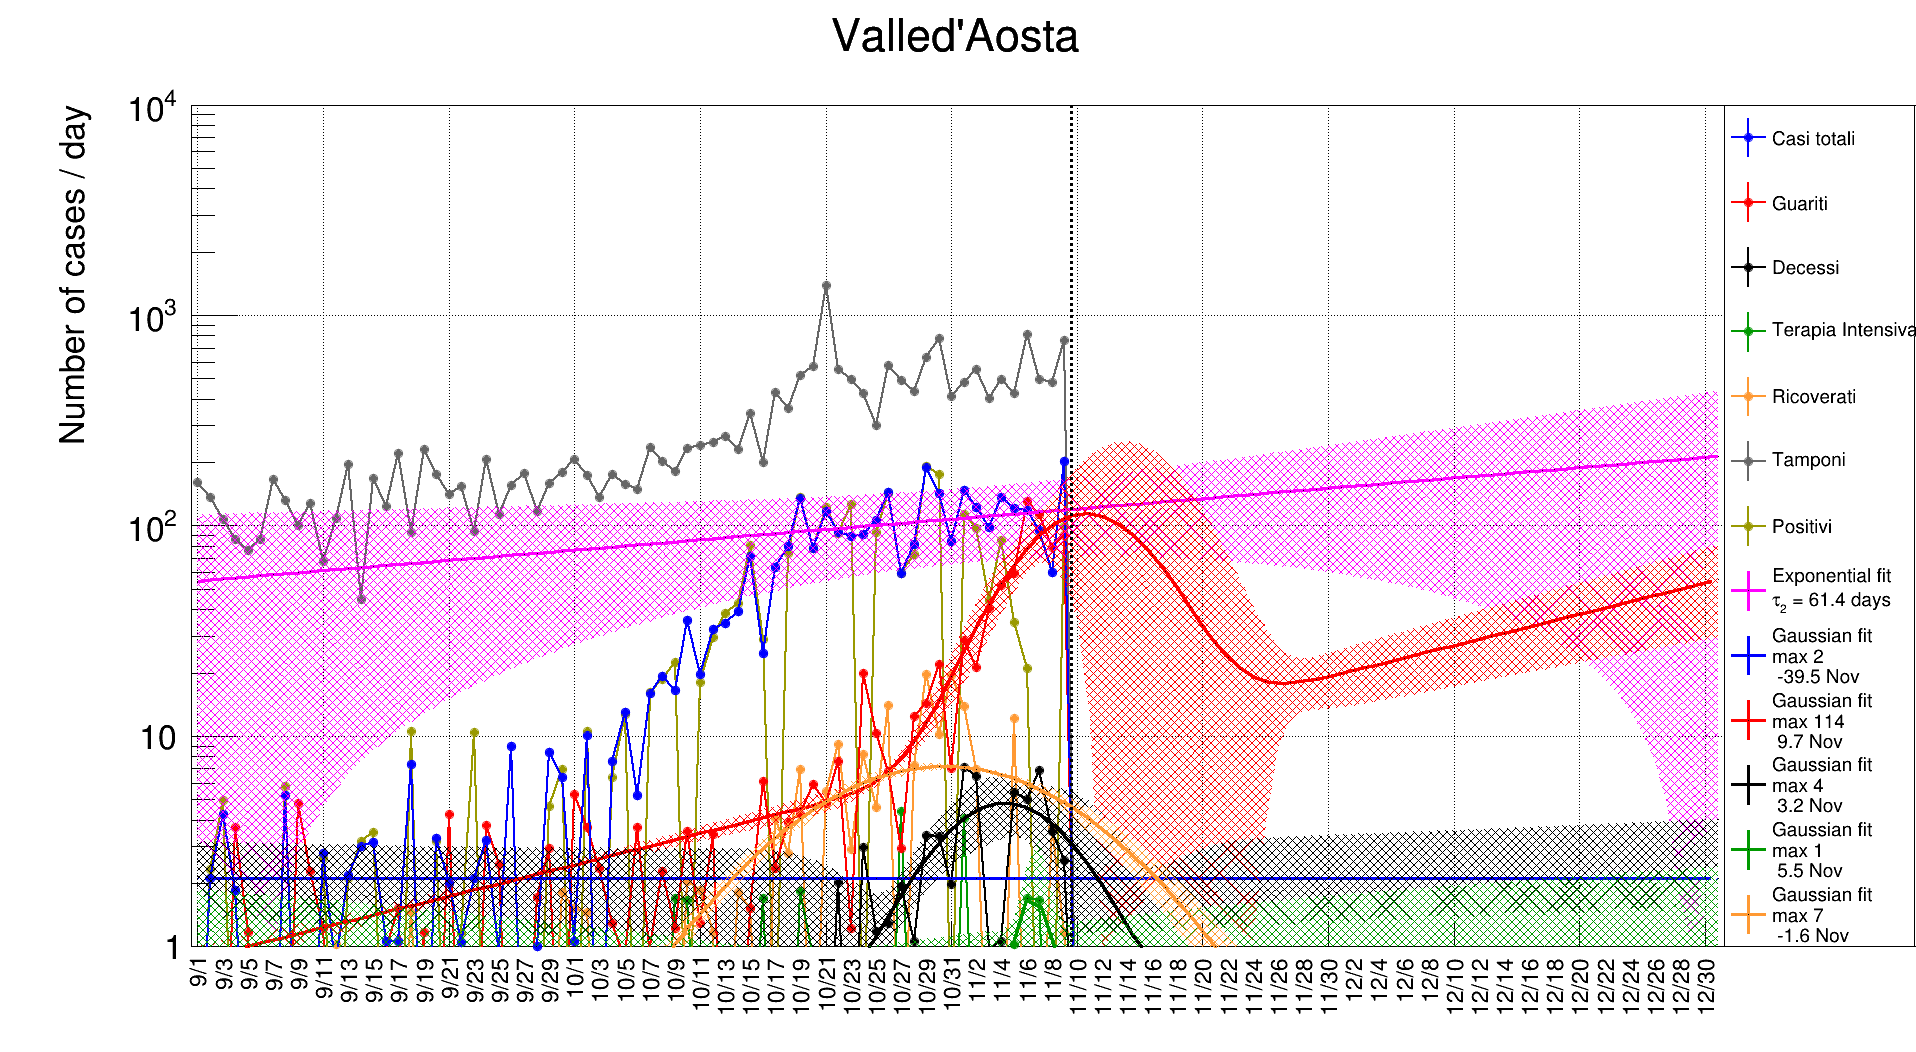 Valled'Aosta
Number of cases / day
10^4
10^3
10^2
10
1
9/1
9/3
9/5
9/7
9/9
9/11
9/13
9/15
9/17
9/19
9/21
9/23
9/25
9/27
9/29
10/1
10/3
10/5
10/7
10/9
10/11
10/13
10/15
10/17
10/19
10/21
10/23
10/25
10/27
10/29
10/31
11/2
11/4
11/6
11/8
11/10
11/12
11/14
11/16
11/18
11/20
11/22
11/24
11/26
11/28
11/30
12/2
12/4
12/6
12/8
12/10
12/12
12/14
12/16
12/18
12/20
12/22
12/24
12/26
12/28
12/30
Casi totali
Guariti
Decessi
Terapia Intensiva
Ricoverati
Tamponi
Positivi
Exponential fit
τ₂ = 61.4 days
Gaussian fit
max 2
-39.5 Nov
Gaussian fit
max 114
9.7 Nov
Gaussian fit
max 4
3.2 Nov
Gaussian fit
max 1
5.5 Nov
Gaussian fit
max 7
-1.6 Nov